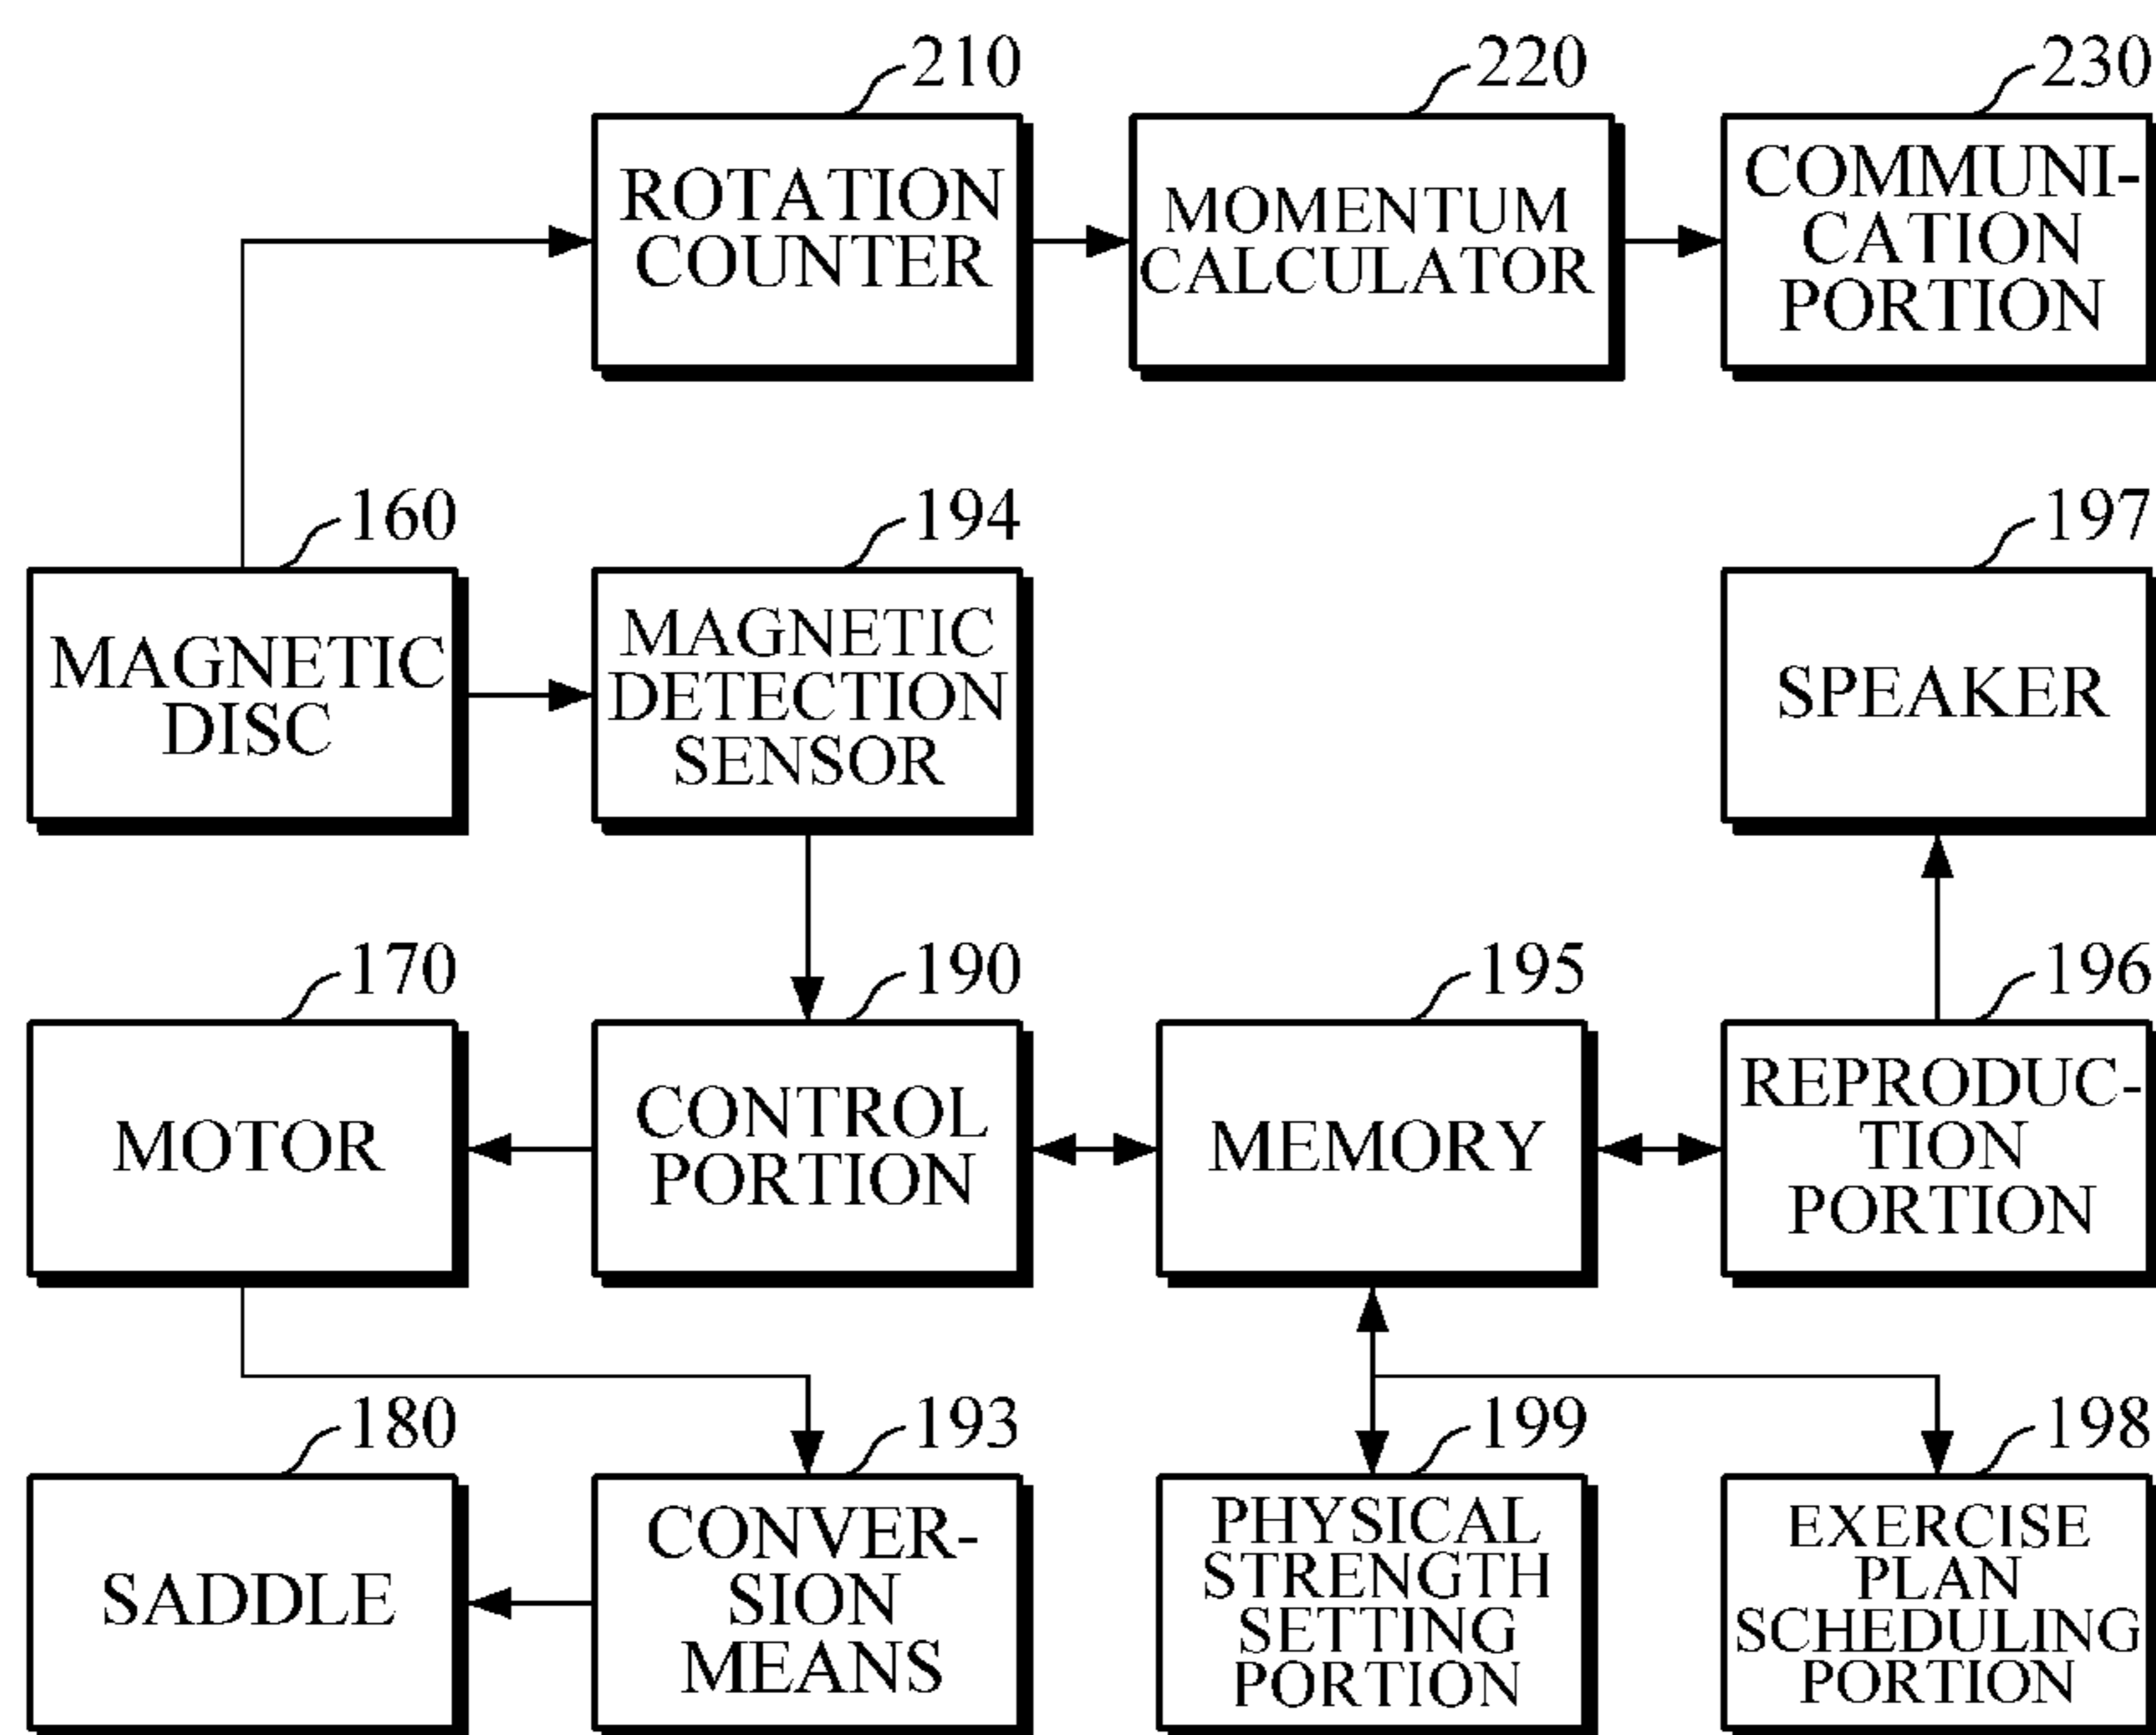 210
220
230
ROTATION
COUNTER
MOMENTUM
CALCULATOR
COMMUNI-
CATION
PORTION
160
194
197
MAGNETIC
DISC
MAGNETIC
DETECTION
SENSOR
SPEAKER
170
190
195
196
MOTOR
CONTROL
PORTION
MEMORY
REPRODUC-
TION
PORTION
180
193
199
198
SADDLE
CONVER-
SION
MEANS
PHYSICAL
STRENGTH
SETTING
PORTION
EXERCISE
PLAN
SCHEDULING
PORTION